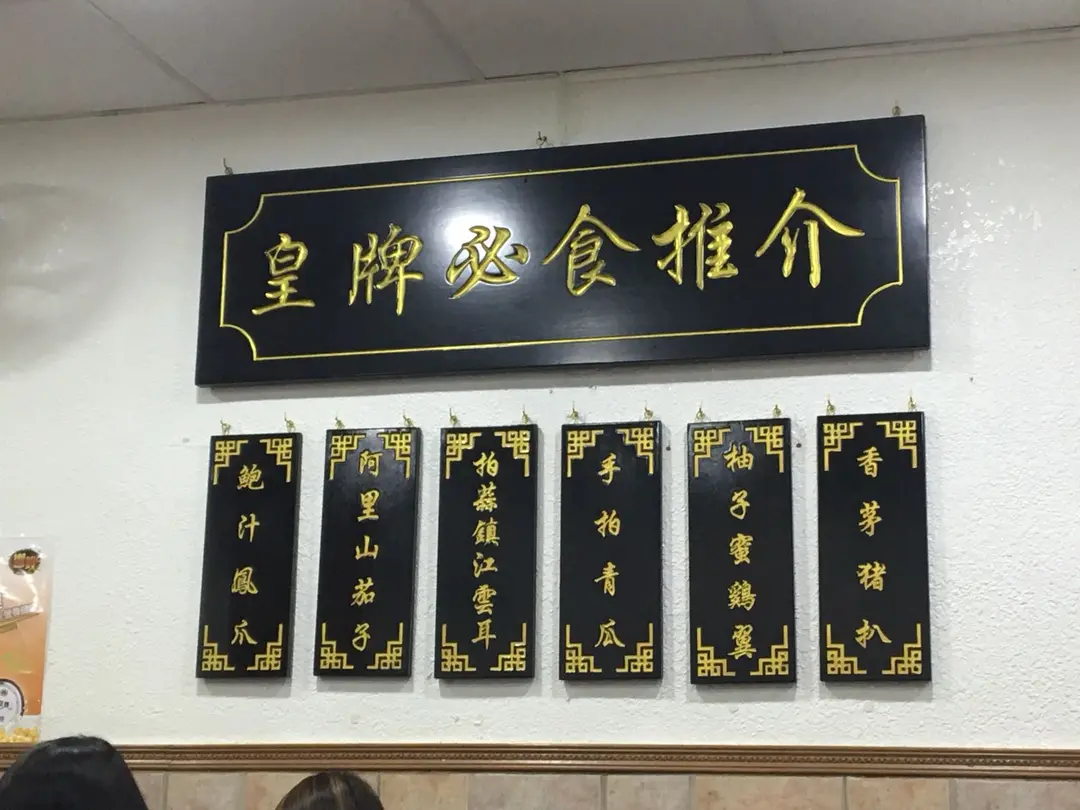 皇牌必食推介
鮑汁鳳爪
阿里山茄子
拍蒜鎮江雲耳
手拍青瓜
柚子蜜鷄翼
香茅猪扒